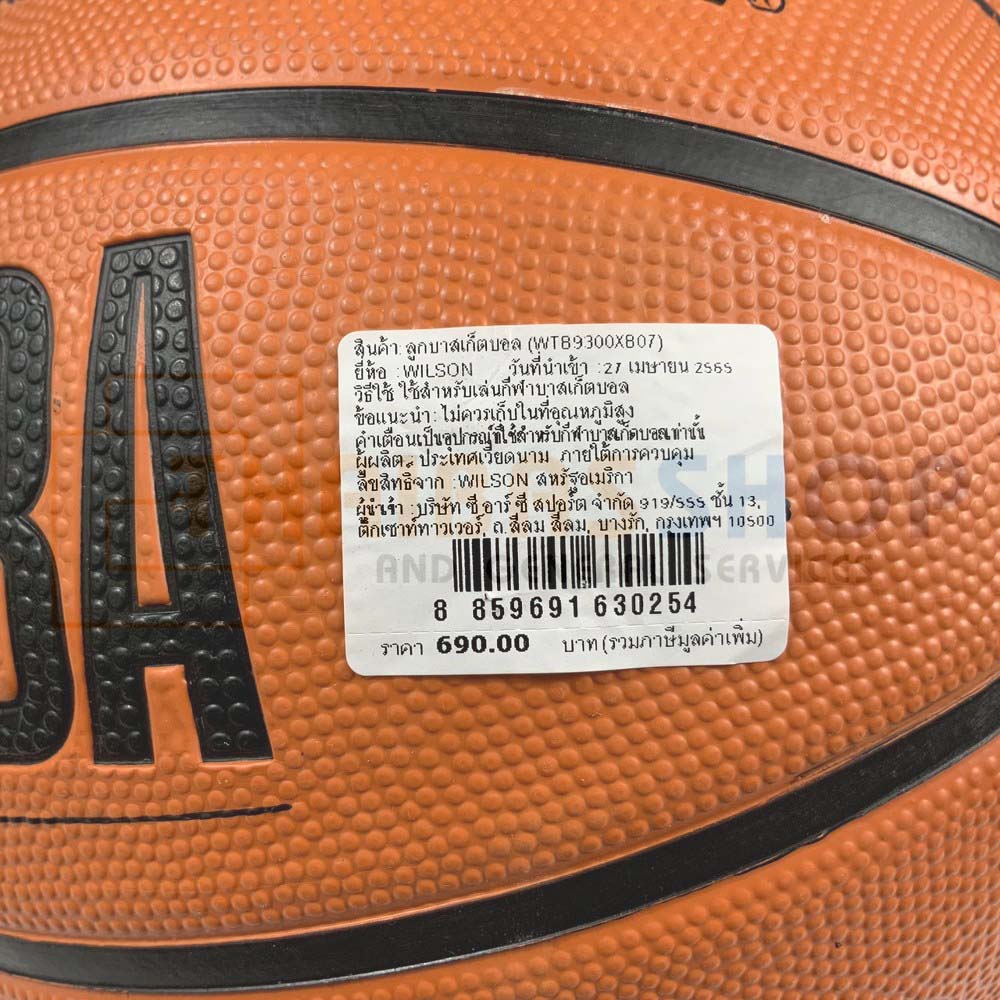 BA
สินค้า: ลูกบาสเก็ตบอล (WTB9300XB07)
ยี่ห้อ :WILSON วันที่นำเข้า :27 เมษายน 2565
วิธีใช้ ใช้สำหรับเล่นกีฬาบาสเก็ตบอล
ข้อแนะนำ: ไม่ควรเก็บในที่อุณหภูมิสูง
คำเตือนเป็นอุปกรณ์ที่ใช้สำหรับกีฬาบาสเก็ตบอลเท่านั้น
ผู้ผลิต : ประเทศเวียดนาม ภายใต้การควบคุม
ลิขสิทธิ์จาก :WILSON สหรัฐอเมริกา
ผู้นำเข้า :บริษัท ซี อาร์ ซี สปอร์ต จำกัด 919/555 ชั้น 13,
ตึกเซาท์ทาวเวอร์, ถ.สีลม สีลม, บางรัก, กรุงเทพฯ 10500
SHOP
AND GENERAL SERVICES
8 859691 630254
ราคา 690.00 บาท (รวมภาษีมูลค่าเพิ่ม)